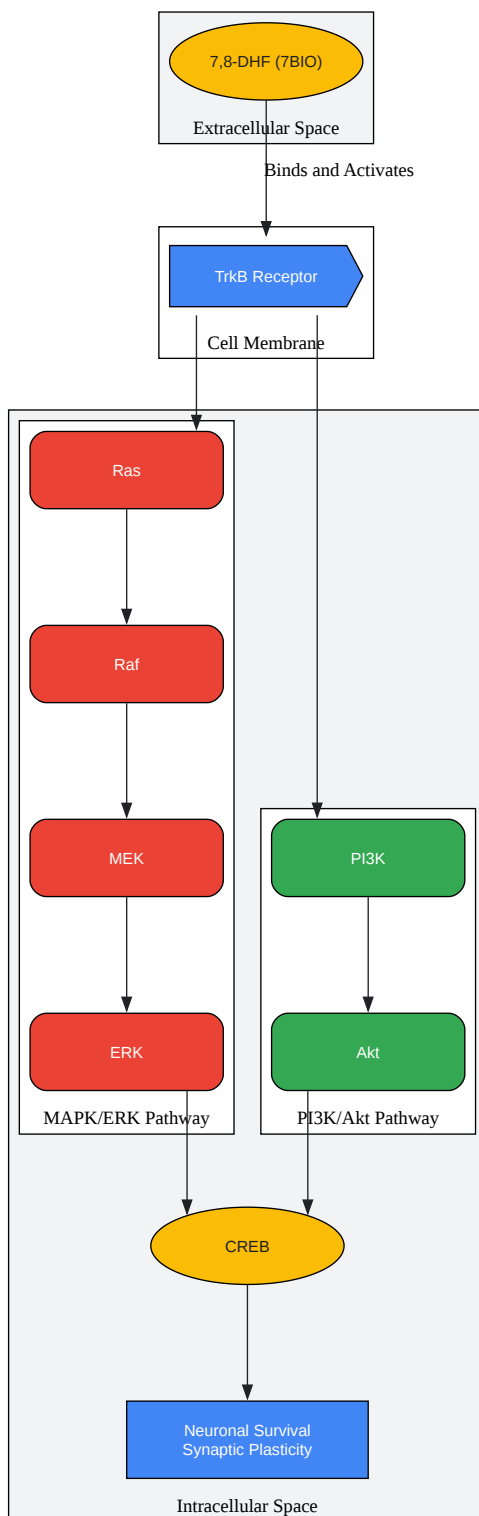 7,8-DHF (7BIO)
Extracellular Space
Binds and Activates
TrkB Receptor
Cell Membrane
Ras
Raf
MEK
PI3K
ERK
Akt
MAPK/ERK Pathway
PI3K/Akt Pathway
CREB
Neuronal Survival
Synaptic Plasticity
Intracellular Space